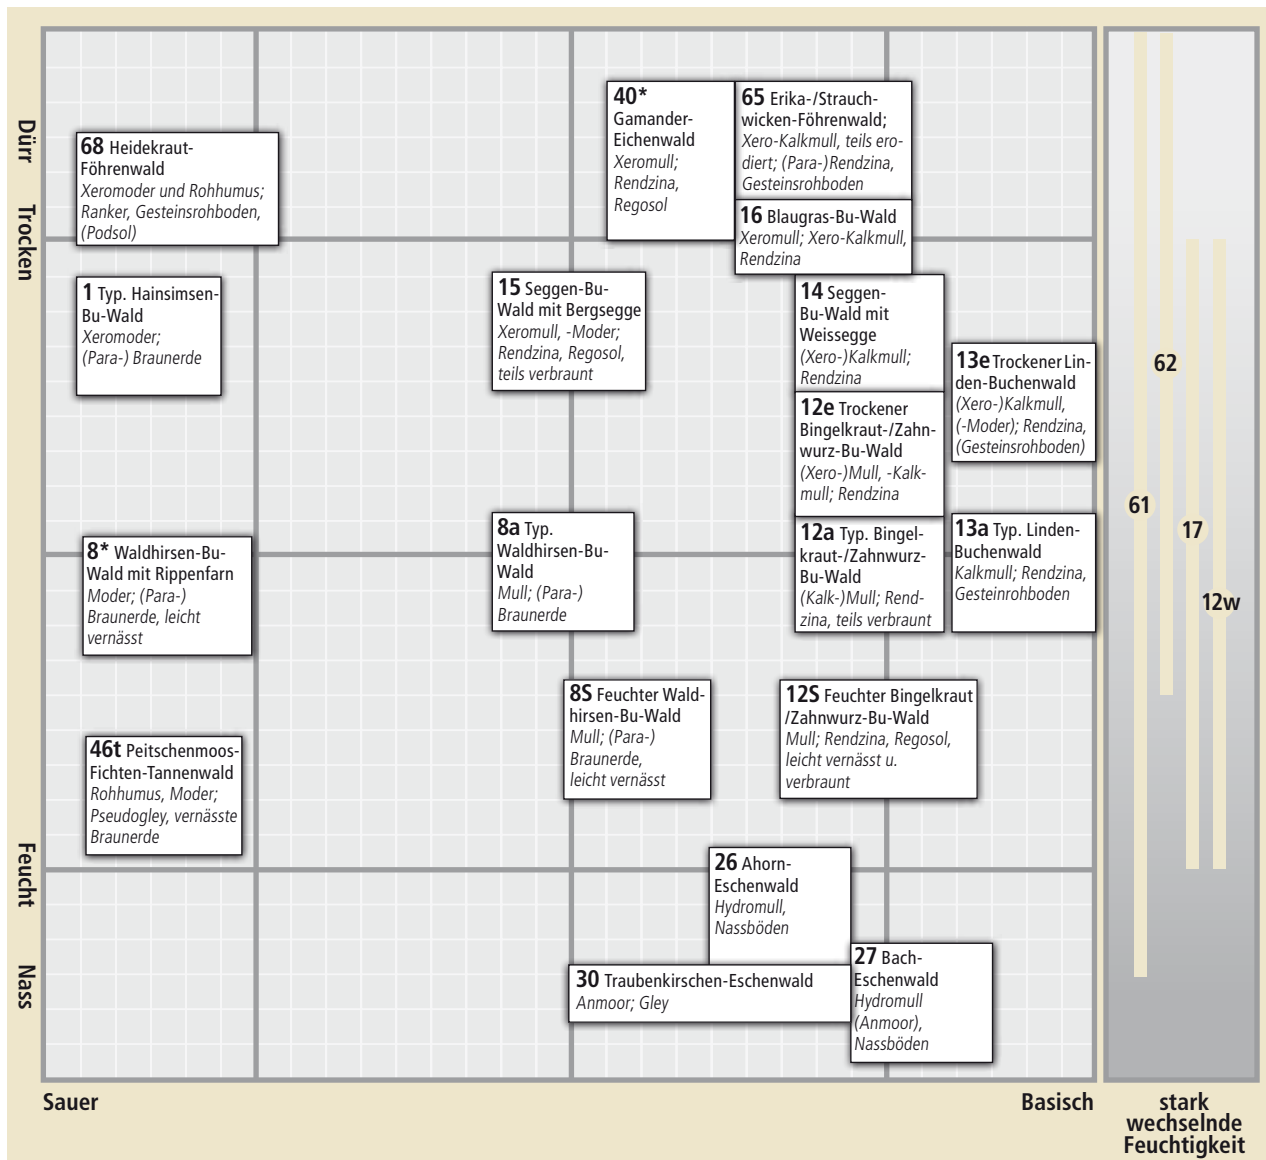 Dürr
Trocken
Feucht
Nass
68 Heidekraut-
Föhrenwald
Xeromoder und Rohhumus;
Ranker, Gesteinsrohboden,
(Podsol)
40*
Gamander-
Eichenwald
Xeromull;
Rendzina,
Regosol
65 Erika-/Strauch-
wicken-Föhrenwald;
Xero-Kalkmull, teils ero-
diert; (Para-)Rendzina,
Gesteinsrohboden
16 Blaugras-Bu-Wald
Xeromull; Xero-Kalkmull,
Rendzina
1 Typ. Hainsimsen-
Bu-Wald
Xeromoder;
(Para-) Braunerde
15 Seggen-Bu-
Wald mit Bergsegge
Xeromull, -Moder;
Rendzina, Regosol,
teils verbraunt
14 Seggen-
Bu-Wald mit
Weissegge
(Xero-)Kalkmull;
Rendzina
13e Trockener Lin-
den-Buchenwald
(Xero-)Kalkmull,
(-Moder); Rendzina,
(Gesteinsrohboden)
12e Trockener
Bingelkraut-/Zahn-
wurz-Bu-Wald
(Xero-)Mull, -Kalk-
mull; Rendzina
8* Waldhirsen-Bu-
Wald mit Rippenfarn
Moder; (Para-)
Braunerde, leicht
vernässt
8a Typ.
Waldhirsen-Bu-
Wald
Mull; (Para-)
Braunerde
12a Typ. Bingel-
kraut-/Zahnwurz-
Bu-Wald
(Kalk-)Mull; Rend-
zina, teils verbraunt
13a Typ. Linden-
Buchenwald
Kalkmull; Rendzina,
Gesteinrohboden
8S Feuchter Wald-
hirsen-Bu-Wald
Mull; (Para-)
Braunerde,
leicht vernässt
12S Feuchter Bingelkraut
/Zahnwurz-Bu-Wald
Mull; Rendzina, Regosol,
leicht vernässt u.
verbraunt
46t Peitschenmoos-
Fichten-Tannenwald
Rohhumus, Moder;
Pseudogley, vernässte
Braunerde
26 Ahorn-
Eschenwald
Hydromull,
Nassböden
30 Traubenkirschen-Eschenwald
Anmoor; Gley
27 Bach-
Eschenwald
Hydromull
(Anmoor),
Nassböden
62
61
17
12w
Sauer
Basisch
stark
wechselnde
Feuchtigkeit